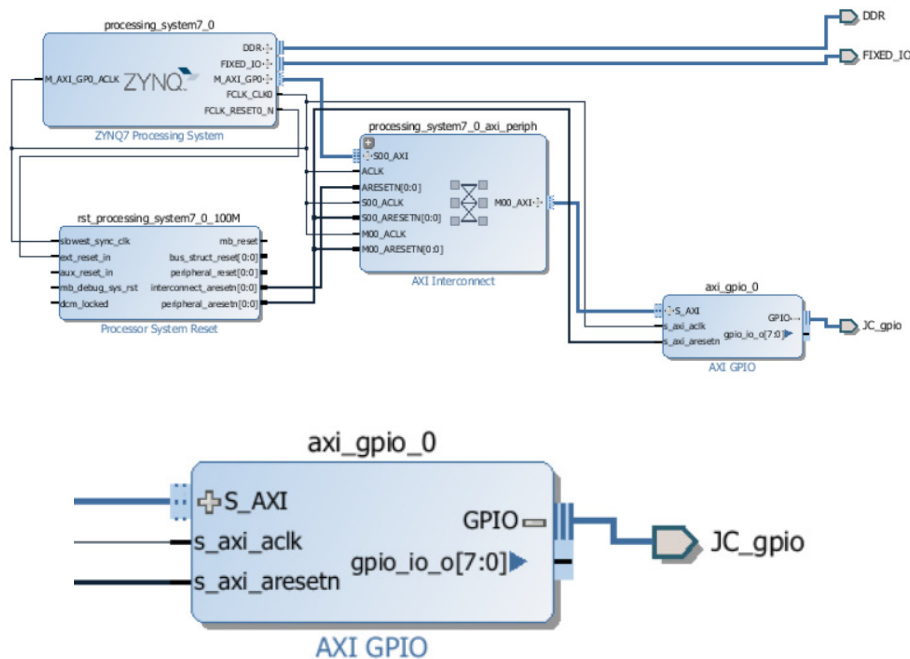 processing_system7_0
DDR
FIXED_IO
M_AXI_GP0
FCLK_CLK0
FCLK_RESET0_N
M_AXI_GP0_ACLK
ZYNQ
ZYNQ7 Processing System
DDR
FIXED_IO
processing_system7_0_axi_periph
S00_AXI
ACLK
ARESETN[0:0]
S00_ACLK
S00_ARESETN[0:0]
M00_ACLK
M00_ARESETN[0:0]
M00_AXI
AXI Interconnect
rst_processing_system7_0_100M
slowest_sync_clk
ext_reset_in
aux_reset_in
mb_debug_sys_rst
dcm_locked
mb_reset
bus_struct_reset[0:0]
peripheral_reset[0:0]
interconnect_aresetn[0:0]
peripheral_aresetn[0:0]
Processor System Reset
axi_gpio_0
S_AXI
s_axi_aclk
s_axi_aresetn
GPIO
gpio_io_o[7:0]
AXI GPIO
JC_gpio
axi_gpio_0
S_AXI
s_axi_aclk
s_axi_aresetn
GPIO
gpio_io_o[7:0]
AXI GPIO
JC_gpio